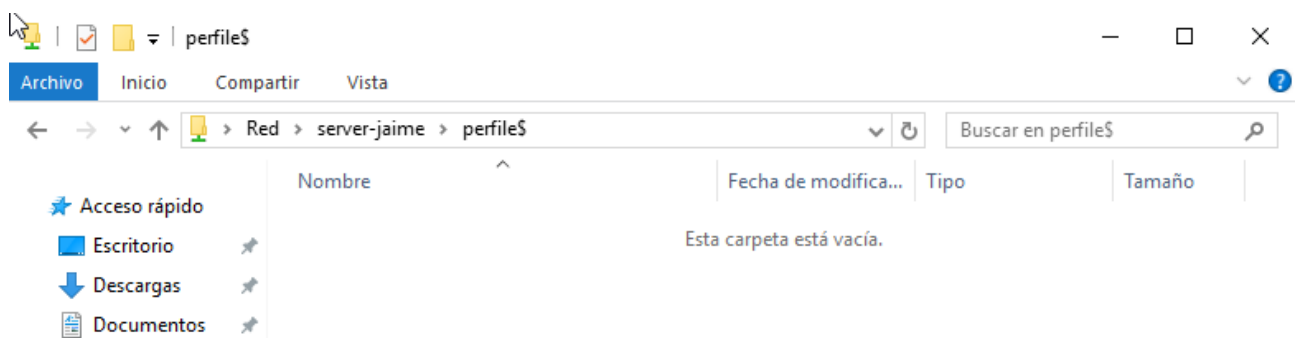 perfile$
Archivo Inicio Compartir Vista
Red > server-jaime > perfile$ Buscar en perfile$
Nombre Fecha de modifica... Tipo Tamaño
Acceso rápido
Escritorio Esta carpeta está vacía.
Descargas
Documentos